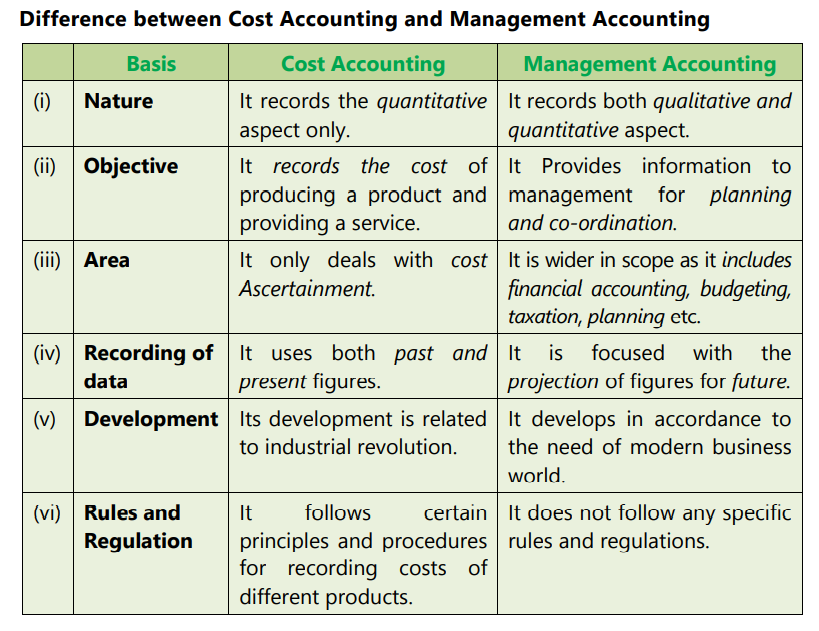 Difference between Cost Accounting and Management Accounting
Basis Cost Accounting Management Accounting
(i) Nature It records the quantitative It records both qualitative and
aspect only. quantitative aspect.
(ii) Objective It records the cost of It Provides information to
producing a product and management for planning
providing a service. and co-ordination.
(iii) Area It only deals with cost It is wider in scope as it includes
Ascertainment. financial accounting, budgeting,
taxation, planning etc.
(iv) Recording of It uses both past and It is focused with the
data present figures. projection of figures for future.
(v) Development Its development is related It develops in accordance to
to industrial revolution. the need of modern business
world.
(vi) Rules and It follows certain It does not follow any specific
Regulation principles and procedures rules and regulations.
for recording costs of
different products.